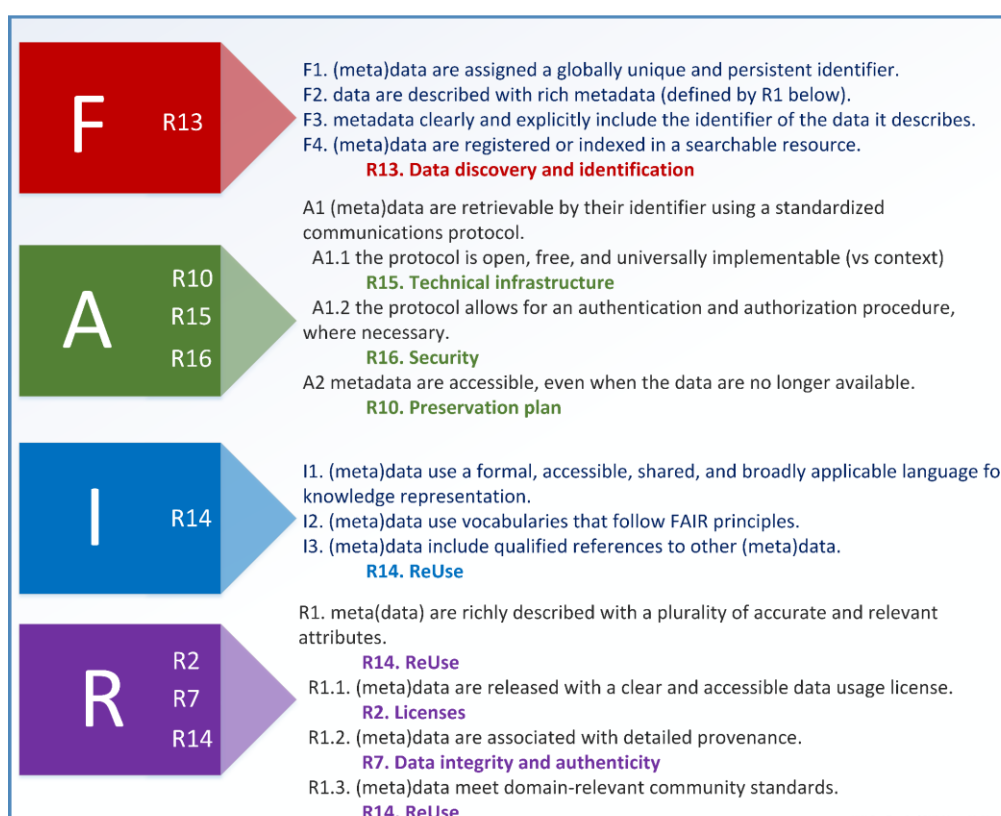 F
R13
F1. (meta)data are assigned a globally unique and persistent identifier.
F2. data are described with rich metadata (defined by R1 below).
F3. metadata clearly and explicitly include the identifier of the data it describes.
F4. (meta)data are registered or indexed in a searchable resource.
R13. Data discovery and identification
A
R10
R15
R16
A1 (meta)data are retrievable by their identifier using a standardized
communications protocol.
A1.1 the protocol is open, free, and universally implementable (vs context)
R15. Technical infrastructure
A1.2 the protocol allows for an authentication and authorization procedure,
where necessary.
R16. Security
A2 metadata are accessible, even when the data are no longer available.
R10. Preservation plan
I
R14
I1. (meta)data use a formal, accessible, shared, and broadly applicable language fo
knowledge representation.
I2. (meta)data use vocabularies that follow FAIR principles.
I3. (meta)data include qualified references to other (meta)data.
R14. ReUse
R
R2
R7
R14
R1. meta(data) are richly described with a plurality of accurate and relevant
attributes.
R14. ReUse
R1.1. (meta)data are released with a clear and accessible data usage license.
R2. Licenses
R1.2. (meta)data are associated with detailed provenance.
R7. Data integrity and authenticity
R1.3. (meta)data meet domain-relevant community standards.
R14. ReUse